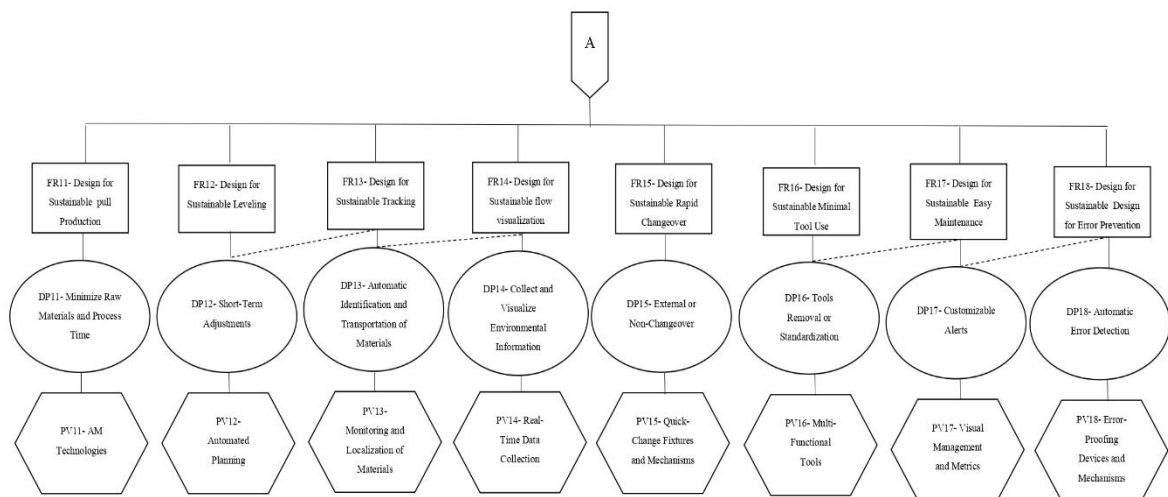 A
FR11- Design for
Sustainable pull
Production
FR12- Design for
Sustainable Leveling
FR13- Design for
Sustainable Tracking
FR14- Design for
Sustainable flow
visualization
FR15- Design for
Sustainable Rapid
Changeover
FR16- Design for
Sustainable Minimal
Tool Use
FR17- Design for
Sustainable Easy
Maintenance
FR18- Design for
Sustainable Design
for Error Prevention
DP11- Minimize Raw
Materials and Process
Time
DP12- Short-Term
Adjustments
DP13- Automatic
Identification and
Transportation of
Materials
DP14- Collect and
Visualize
Environmental
Information
DP15- External or
Non-Changeover
DP16- Tools
Removal or
Standardization
DP17- Customizable
Alerts
DP18- Automatic
Error Detection
PV11- AM
Technologies
PV12-
Automated
Planning
PV13-
Monitoring and
Localization of
Materials
PV14- Real-
Time Data
Collection
PV15- Quick-
Change Fixtures
and Mechanisms
PV16- Multi-
Functional
Tools
PV17- Visual
Management
and Metrics
PV18- Error-
Proofing
Devices and
Mechanisms